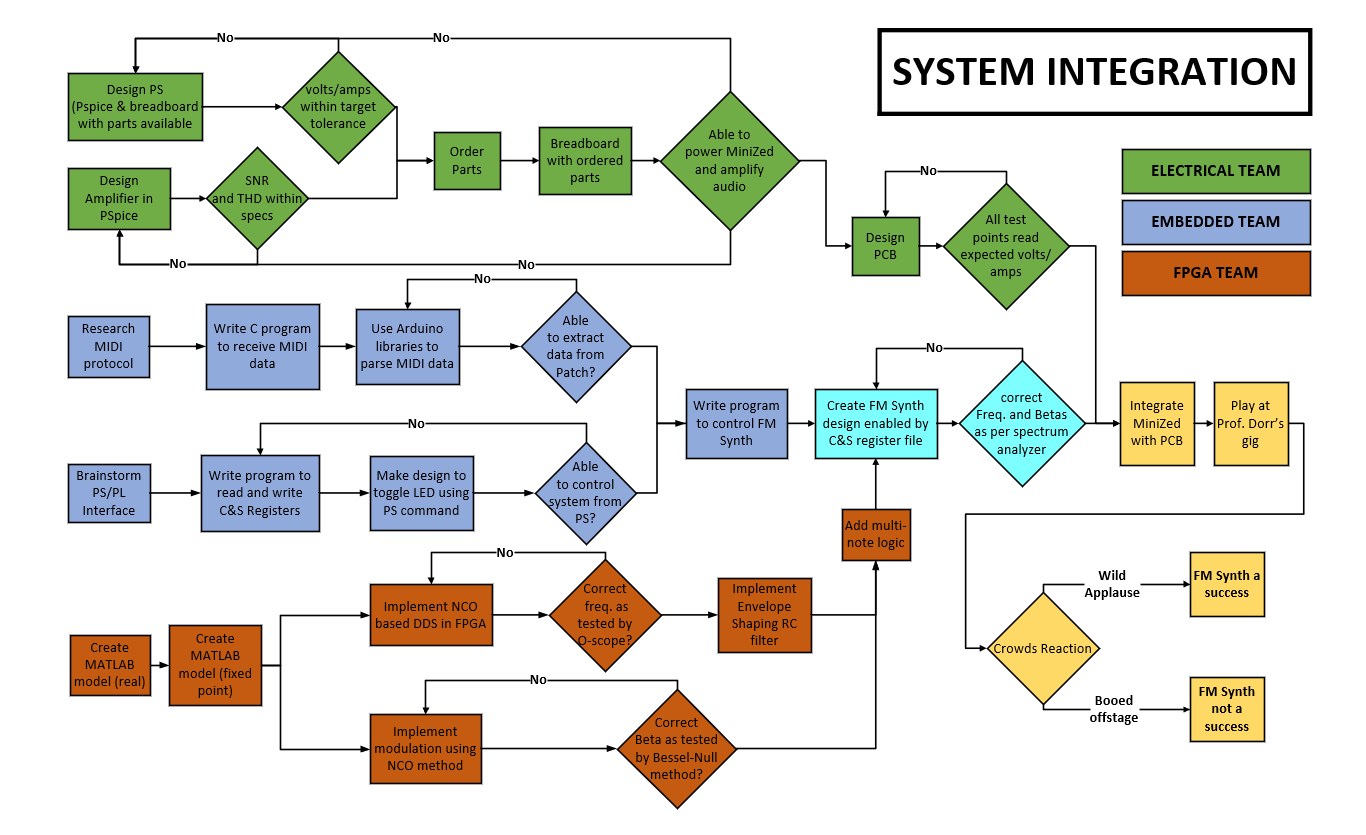 SYSTEM INTEGRATION
ELECTRICAL TEAM
EMBEDDED TEAM
FPGA TEAM
No
No
Design PS
(Pspice & breadboard
with parts available
volts/amps
within target
tolerance
Design
Amplifier in
PSpice
SNR
and THD within
specs
No
No
Order
Parts
Breadboard
with ordered
parts
Able to
power MiniZed
and amplify
audio
Design
PCB
No
All test
points read
expected volts/
amps
Research
MIDI
protocol
Write C program
to receive MIDI
data
Use Arduino
libraries to
parse MIDI data
No
Able
to extract
data from
Patch?
Brainstorm
PS/PL
Interface
Write program to
read and write
C&S Registers
Make design to
toggle LED using
PS command
No
Able
to control
system from
PS?
Write program
to control FM
Synth
Create FM Synth
design enabled by
C&S register file
No
correct
Freq. and Betas
as per spectrum
analyzer
Integrate
MiniZed
with PCB
Play at
Prof. Dorr's
gig
Create
MATLAB
model (real)
Create
MATLAB
model (fixed
point)
Implement NCO
based DDS in FPGA
No
Correct
freq. as
tested by
O-scope?
Implement
Envelope
Shaping RC
filter
Add multi-
note logic
Implement
modulation using
NCO method
No
Correct
Beta as tested
by Bessel-Null
method?
Crowds Reaction
Wild
Applause
FM Synth a
success
Booed
offstage
FM Synth
not a
success